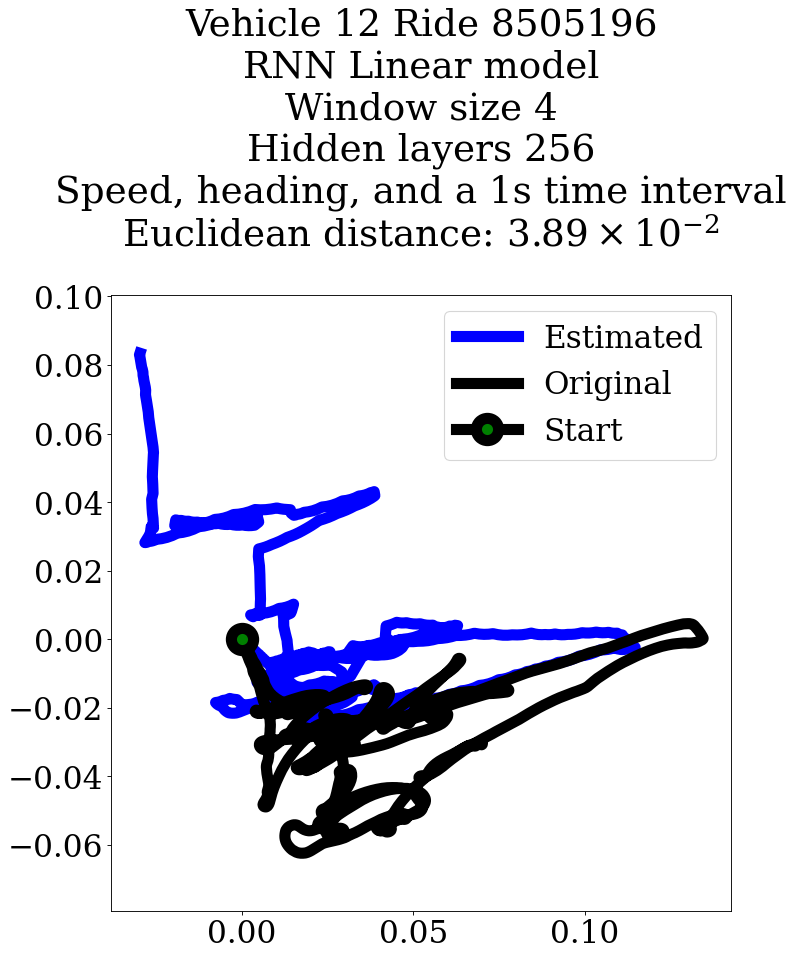 Vehicle 12 Ride 8505196
RNN Linear model
Window size 4
Hidden layers 256
Speed, heading, and a 1s time interval
Euclidean distance: 3.89 × 10⁻²
0.10
0.08
0.06
0.04
0.02
0.00
−0.02
−0.04
−0.06
Estimated
Original
Start
0.00 0.05 0.10